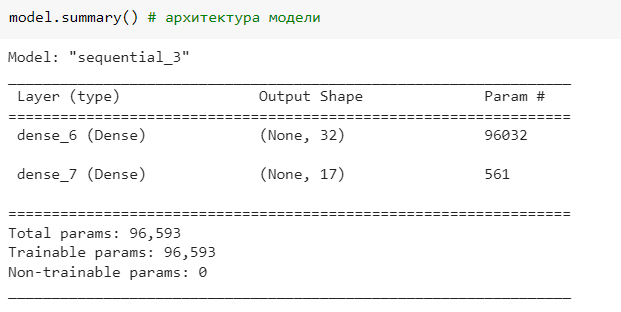 model.summary() # архитектура модели
Model: "sequential_3"
_________________________________________________________________
Layer (type) Output Shape Param #
=================================================================
dense_6 (Dense) (None, 32) 96032
dense_7 (Dense) (None, 17) 561
=================================================================
Total params: 96,593
Trainable params: 96,593
Non-trainable params: 0
_________________________________________________________________